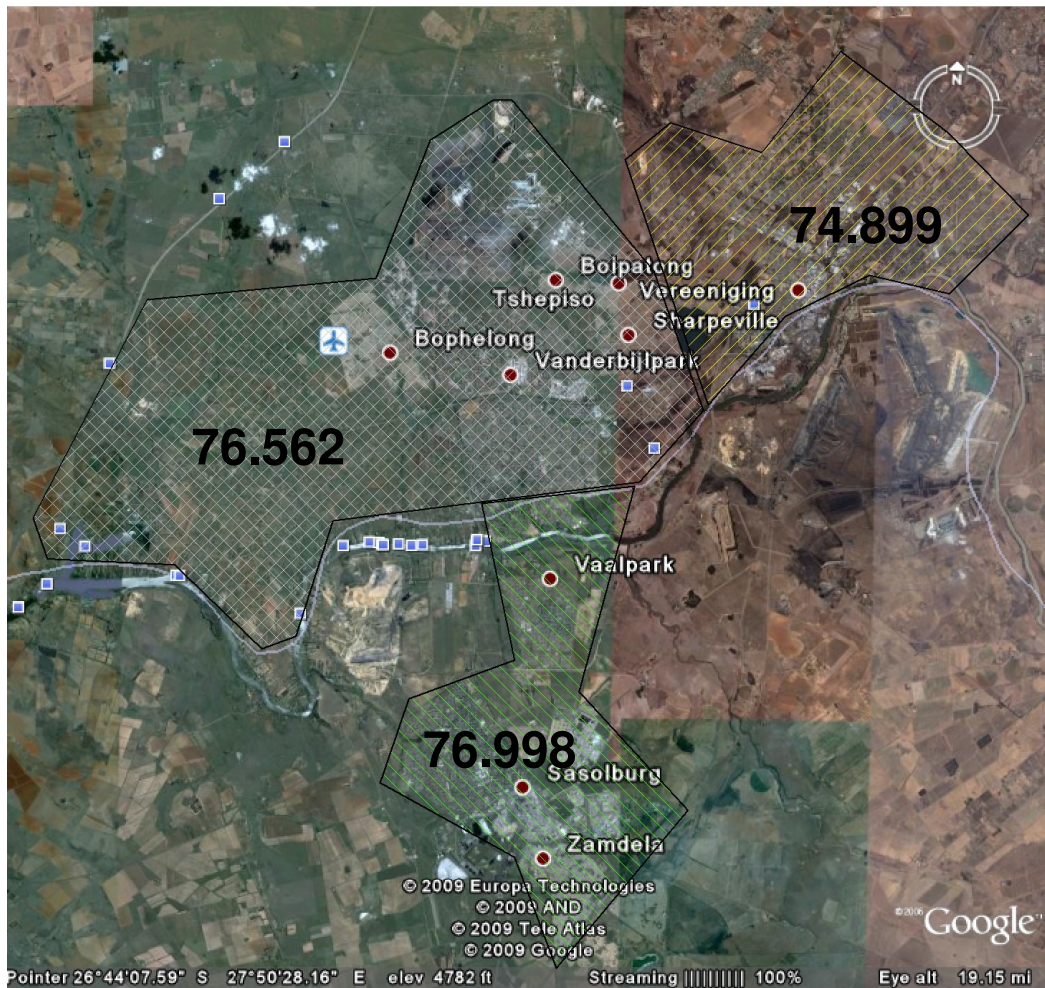 N
74.899
Boipatong
Tshepiso
Vereeniging
Sharpeville
Bophelong
Vanderbijlpark
76.562
Vaalpark
76.998
Sasolburg
Zamdela
© 2009 Europa Technologies
© 2009 AND
© 2009 Tele Atlas
© 2009 Google
©2006 Google™
Pointer 26°44'07.59" S 27°50'28.16" E elev 4782 ft Streaming |||||||||| 100% Eye alt 19.15 mi